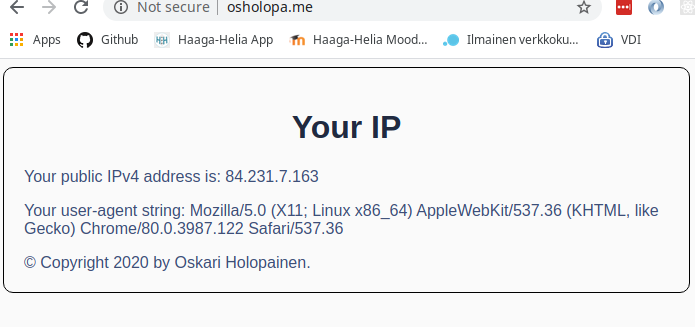 Not secure | osholopa.me
Apps Github Haaga-Helia App Haaga-Helia Mood... Ilmainen verkkoku... VDI
Your IP
Your public IPv4 address is: 84.231.7.163
Your user-agent string: Mozilla/5.0 (X11; Linux x86_64) AppleWebKit/537.36 (KHTML, like
Gecko) Chrome/80.0.3987.122 Safari/537.36
© Copyright 2020 by Oskari Holopainen.